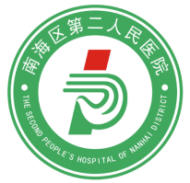 南海区第二人民医院
THE SECOND PEOPLE'S HOSPITAL OF NANHAI DISTRICT